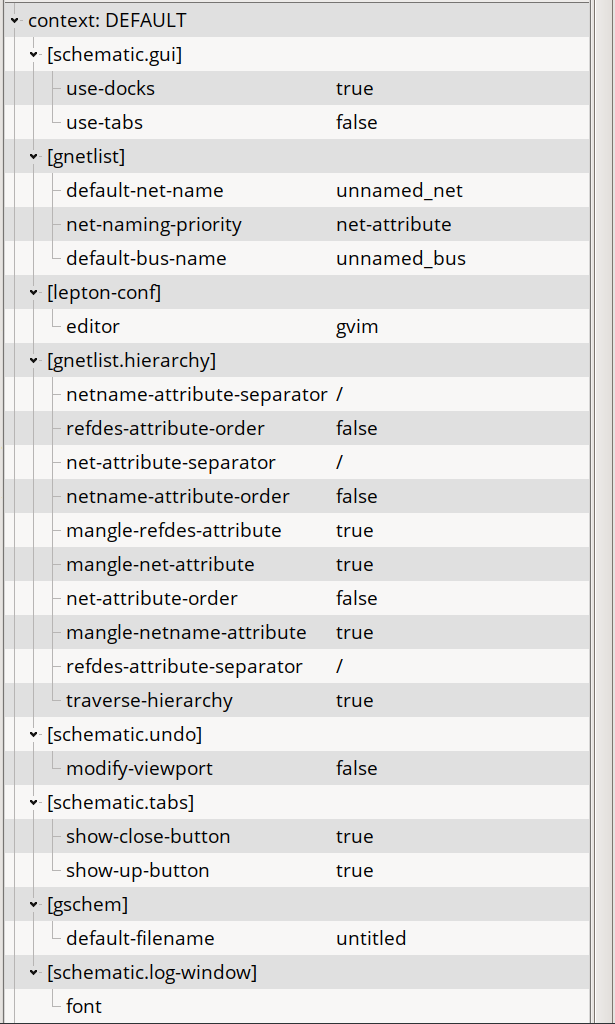 context: DEFAULT
[schematic.gui]
use-docks true
use-tabs false
[gnetlist]
default-net-name unnamed_net
net-naming-priority net-attribute
default-bus-name unnamed_bus
[lepton-conf]
editor gvim
[gnetlist.hierarchy]
netname-attribute-separator /
refdes-attribute-order false
net-attribute-separator /
netname-attribute-order false
mangle-refdes-attribute true
mangle-net-attribute true
net-attribute-order false
mangle-netname-attribute true
refdes-attribute-separator /
traverse-hierarchy true
[schematic.undo]
modify-viewport false
[schematic.tabs]
show-close-button true
show-up-button true
[gschem]
default-filename untitled
[schematic.log-window]
font